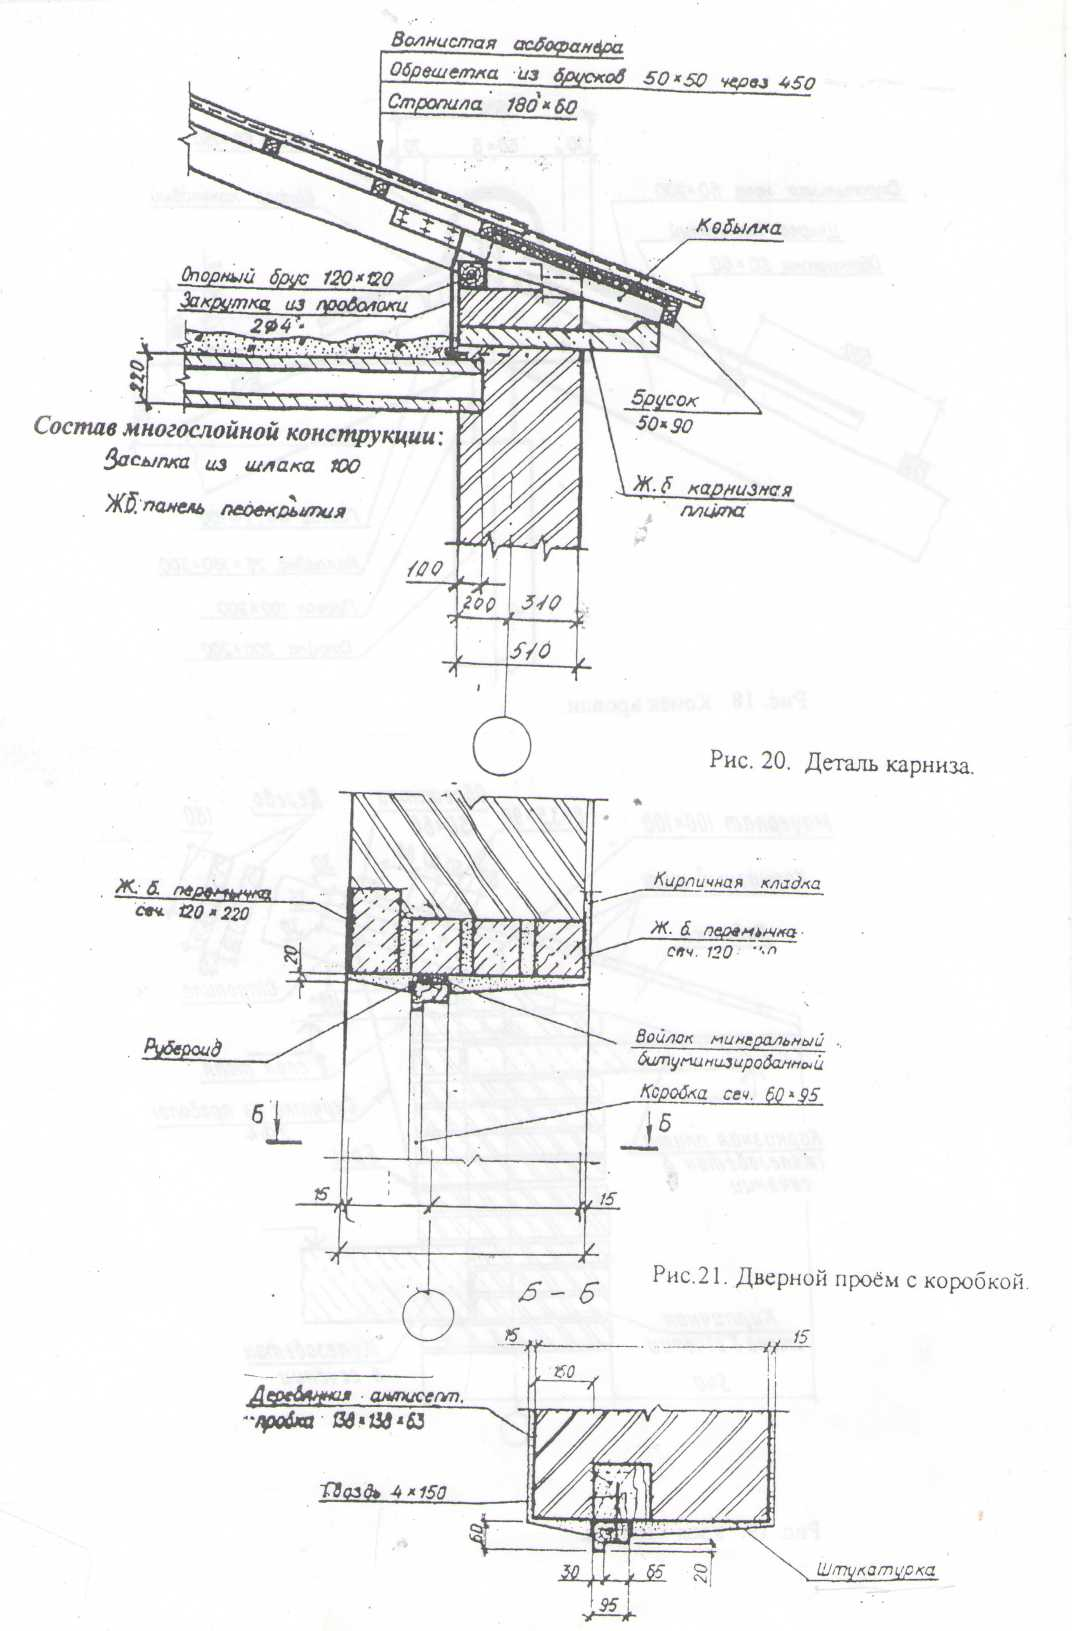 Волнистая асбофанера
Обрешетка из брусков 50×50 через 450
Стропила 180×60
Кобылка
Опорный брус 120×120
Закрутка из проволоки
2Ф4
220
Брусок
50×90
Состав многослойной конструкции:
Засыпка из шлака 100
Ж.б карнизная
плита
ЖБ.панель перекрытия
100
200 310
510
Рис. 20. Деталь карниза.
Ж. б. перемычка
сеч. 120×220
Кирпичная кладка
Ж. б. перемычка
сеч. 120
20
Рубероид
Войлок минеральный
битуминизированный
Коробка сеч. 60×95
Б Б
15 15
Рис.21. Дверной проём с коробкой.
Б – Б
15 15
150
Деревянная антисепт.
пробка 138×138×63
Гвоздь 4×150
60
20
Штукатурка
30 65
95